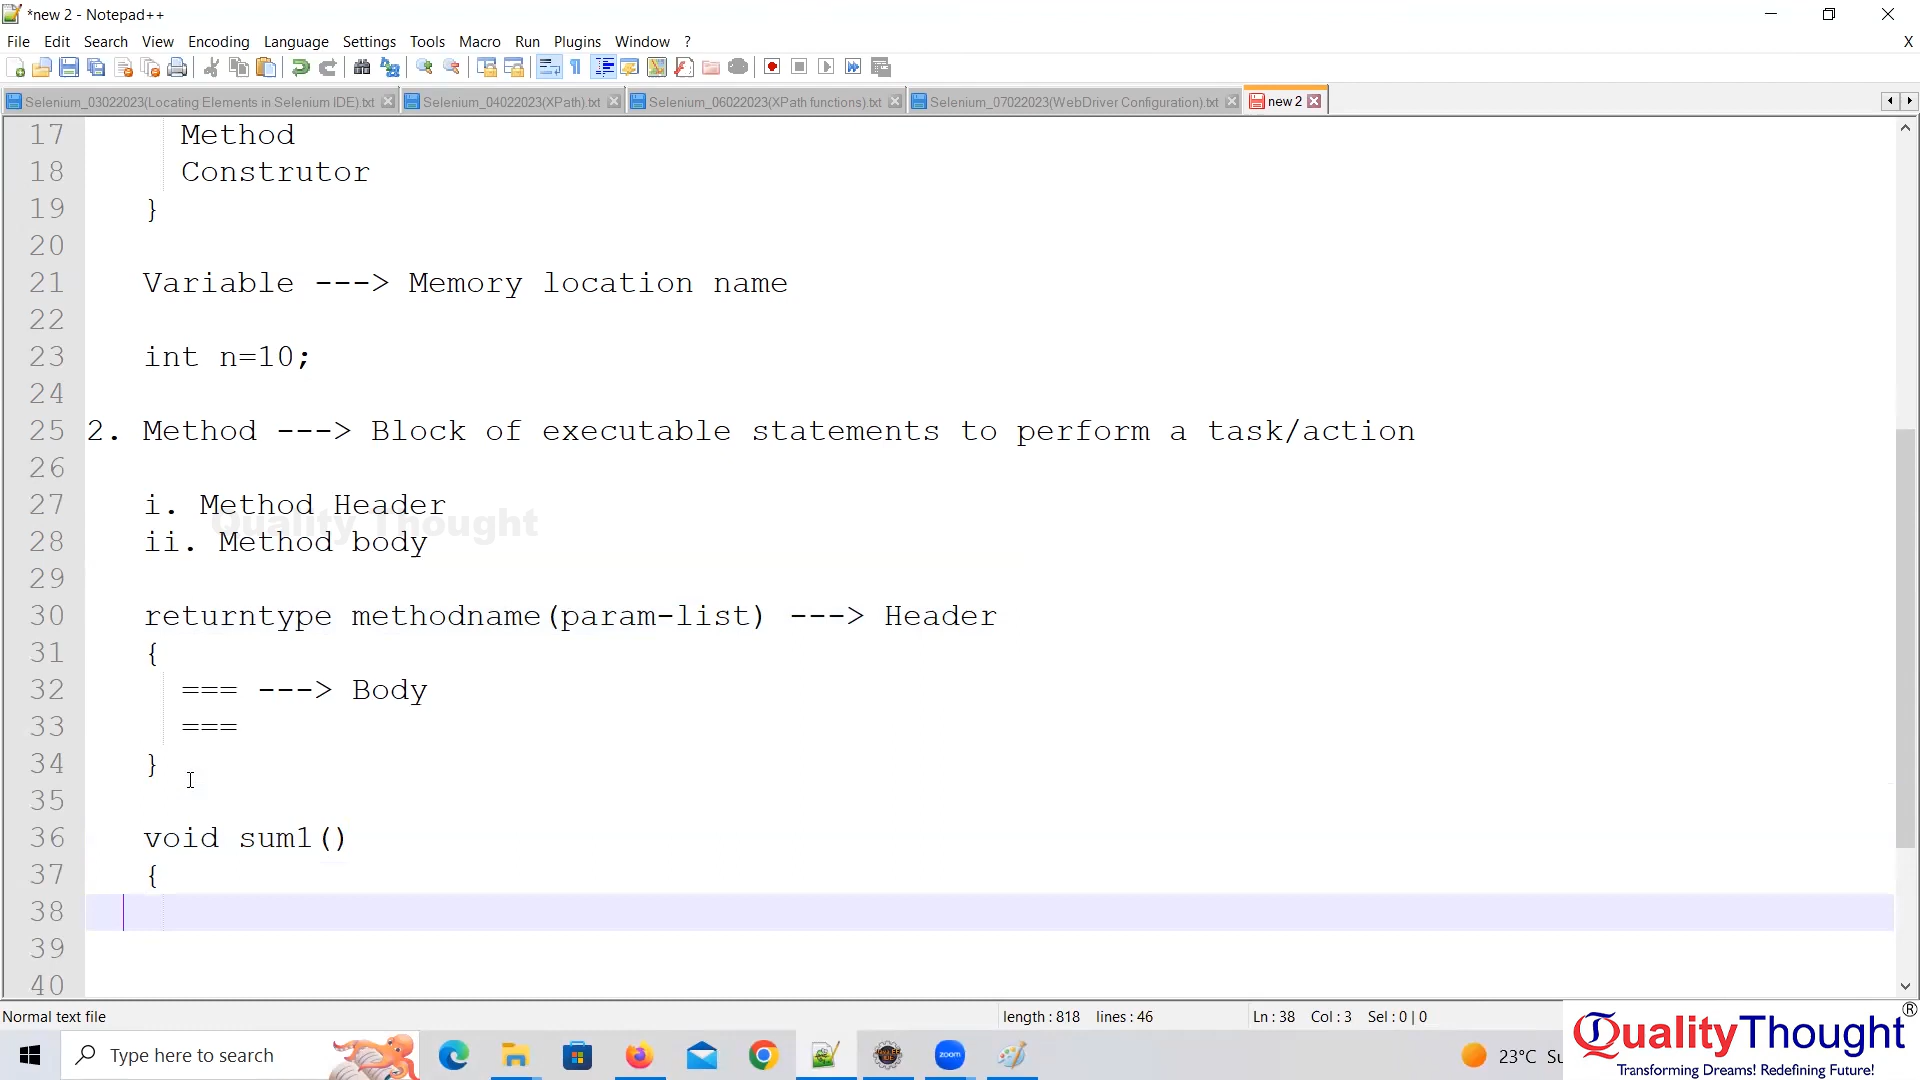 *new 2 - Notepad++
File Edit Search View Encoding Language Settings Tools Macro Run Plugins Window ? X
Selenium_03022023(Locating Elements in Selenium IDE).txt Selenium_04022023(XPath).txt Selenium_06022023(XPath functions).txt Selenium_07022023(WebDriver Configuration).txt new 2
17 Method
18 Construtor
19 }
20
21 Variable ---> Memory location name
22
23 int n=10;
24
25 2. Method ---> Block of executable statements to perform a task/action
26
27 i. Method Header
Quality Thought
28 ii. Method body
29
30 returntype methodname(param-list) ---> Header
31 {
32 === ---> Body
33 ===
34 }
35
36 void sum1()
37 {
38
39
40
Normal text file length : 818 lines : 46 Ln : 38 Col : 3 Sel : 0 | 0
Type here to search zoom 23°C Su
QualityThought ®
Transforming Dreams! Redefining Future!